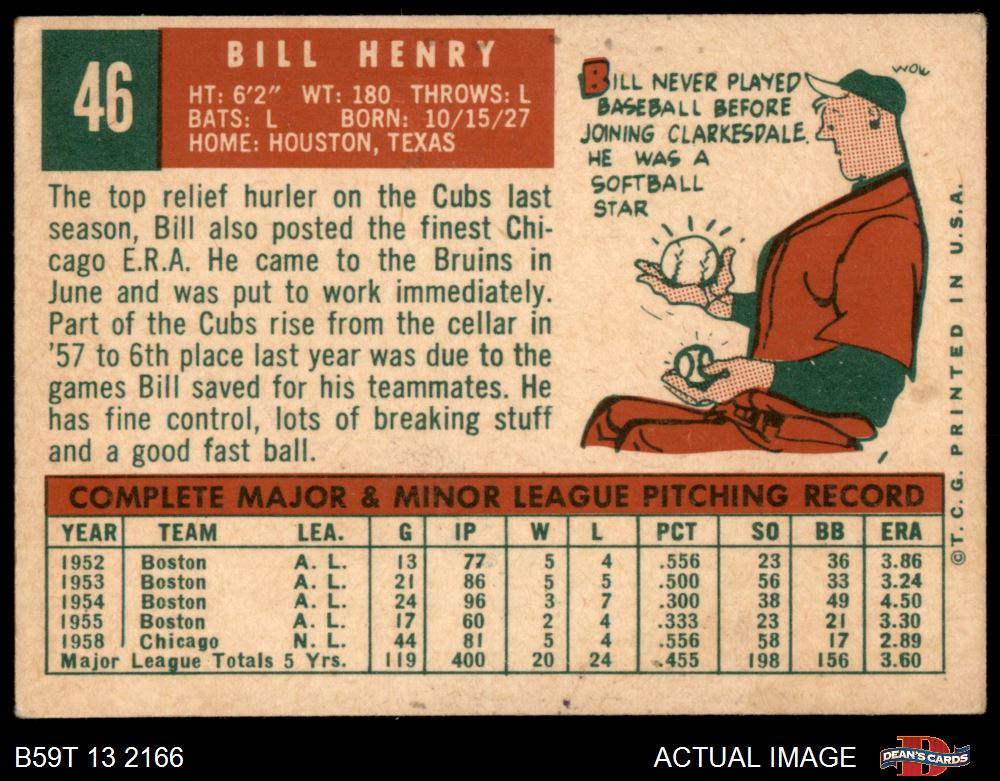 46
BILL HENRY
HT: 6'2" WT: 180 THROWS: L
BATS: L BORN: 10/15/27
HOME: HOUSTON, TEXAS
The top relief hurler on the Cubs last
season, Bill also posted the finest Chi-
cago E.R.A. He came to the Bruins in
June and was put to work immediately.
Part of the Cubs rise from the cellar in
'57 to 6th place last year was due to the
games Bill saved for his teammates. He
has fine control, lots of breaking stuff
and a good fast ball.
BILL NEVER PLAYED
BASEBALL BEFORE
JOINING CLARKESDALE.
HE WAS A
SOFTBALL
STAR
WOW
COMPLETE MAJOR & MINOR LEAGUE PITCHING RECORD
YEAR TEAM LEA. G IP W L PCT SO BB ERA
1952 Boston A. L. 13 77 5 4 .556 23 36 3.86
1953 Boston A. L. 21 86 5 5 .500 56 33 3.24
1954 Boston A. L. 24 96 3 7 .300 38 49 4.50
1955 Boston A. L. 17 60 2 4 .333 23 21 3.30
1958 Chicago N. L. 44 81 5 4 .556 58 17 2.89
Major League Totals 5 Yrs. 119 400 20 24 .455 198 156 3.60
©T. C. G. PRINTED IN U.S.A.
B59T 13 2166
ACTUAL IMAGE
DEAN'S CARDS